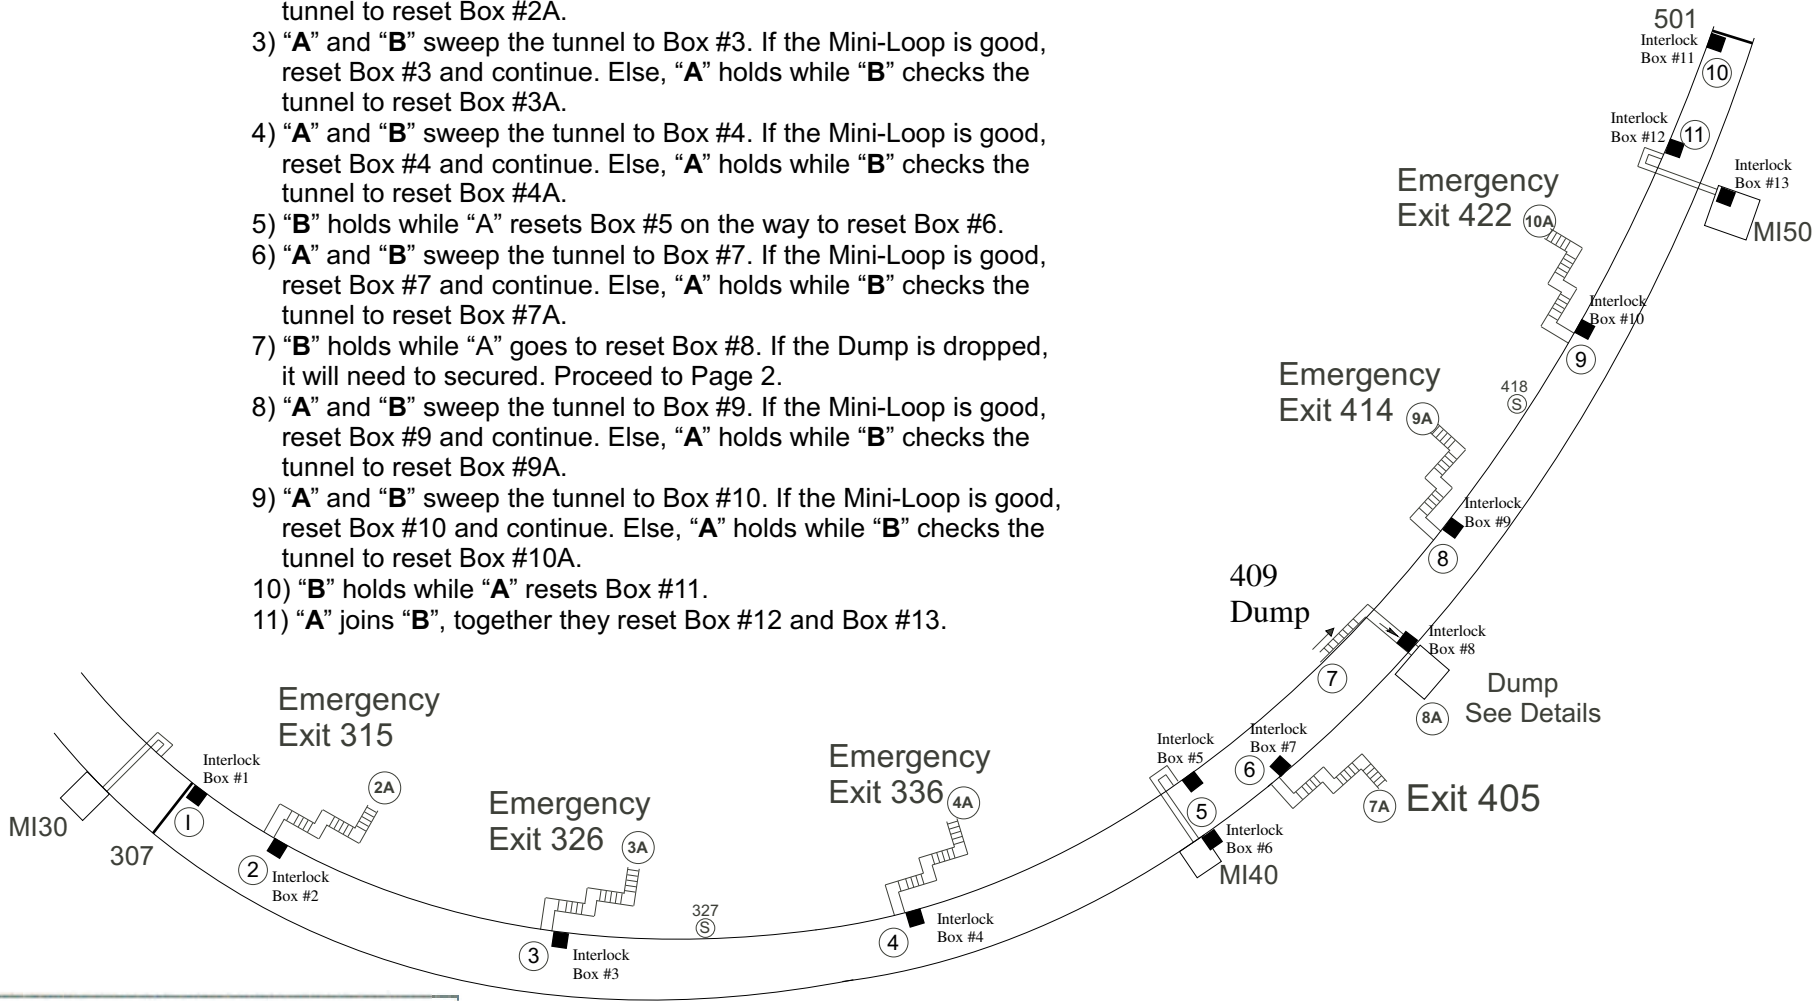 tunnel to reset Box #2A.
3) “A” and “B” sweep the tunnel to Box #3. If the Mini-Loop is good,
reset Box #3 and continue. Else, “A” holds while “B” checks the
tunnel to reset Box #3A.
4) “A” and “B” sweep the tunnel to Box #4. If the Mini-Loop is good,
reset Box #4 and continue. Else, “A” holds while “B” checks the
tunnel to reset Box #4A.
5) “B” holds while “A” resets Box #5 on the way to reset Box #6.
6) “A” and “B” sweep the tunnel to Box #7. If the Mini-Loop is good,
reset Box #7 and continue. Else, “A” holds while “B” checks the
tunnel to reset Box #7A.
7) “B” holds while “A” goes to reset Box #8. If the Dump is dropped,
it will need to secured. Proceed to Page 2.
8) “A” and “B” sweep the tunnel to Box #9. If the Mini-Loop is good,
reset Box #9 and continue. Else, “A” holds while “B” checks the
tunnel to reset Box #9A.
9) “A” and “B” sweep the tunnel to Box #10. If the Mini-Loop is good,
reset Box #10 and continue. Else, “A” holds while “B” checks the
tunnel to reset Box #10A.
10) “B” holds while “A” resets Box #11.
11) “A” joins “B”, together they reset Box #12 and Box #13.
501
Interlock
Box #11
10
Interlock
Box #12
11
Interlock
Box #13
MI50
Emergency
Exit 422
10A
Interlock
Box #10
9
418
S
Emergency
Exit 414
9A
Interlock
Box #9
8
409
Dump
Interlock
Box #8
7
Dump
See Details
8A
Interlock
Box #5
Interlock
Box #7
6
7A
Exit 405
5
Interlock
Box #6
MI40
Emergency
Exit 336
4A
Interlock
Box #4
4
327
S
Emergency
Exit 326
3A
3
Interlock
Box #3
Emergency
Exit 315
2A
Interlock
Box #1
I
2
Interlock
Box #2
MI30
307